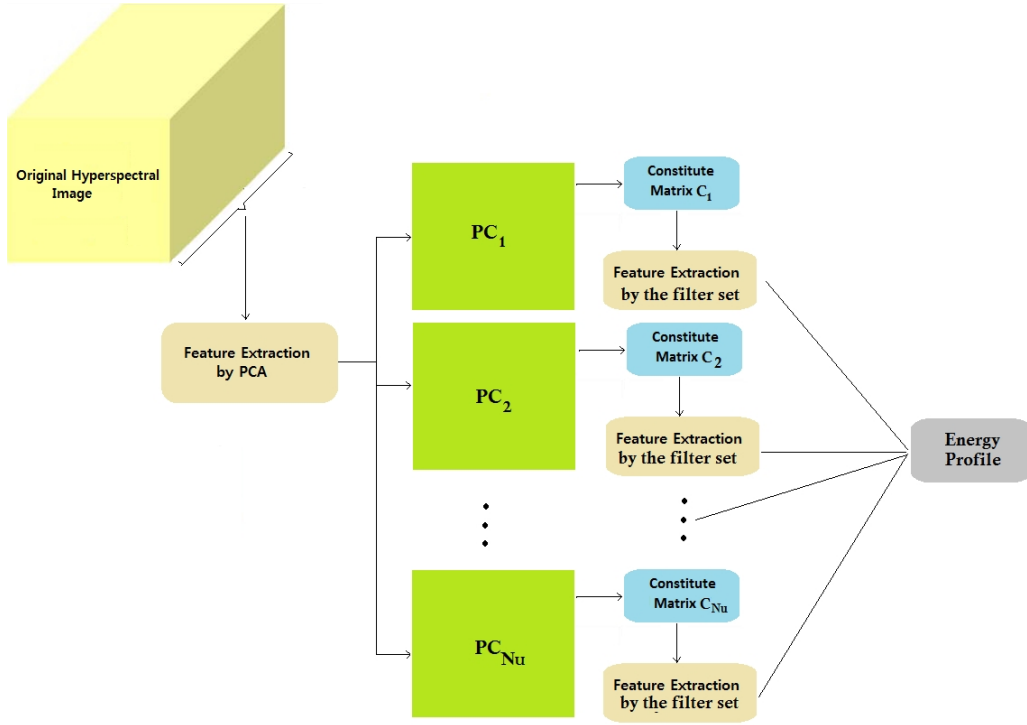 Original Hyperspectral
Image
Feature Extraction
by PCA
PC1
Constitute
Matrix C1
Feature Extraction
by the filter set
PC2
Constitute
Matrix C2
Feature Extraction
by the filter set
Energy
Profile
PCNu
Constitute
Matrix CNu
Feature Extraction
by the filter set